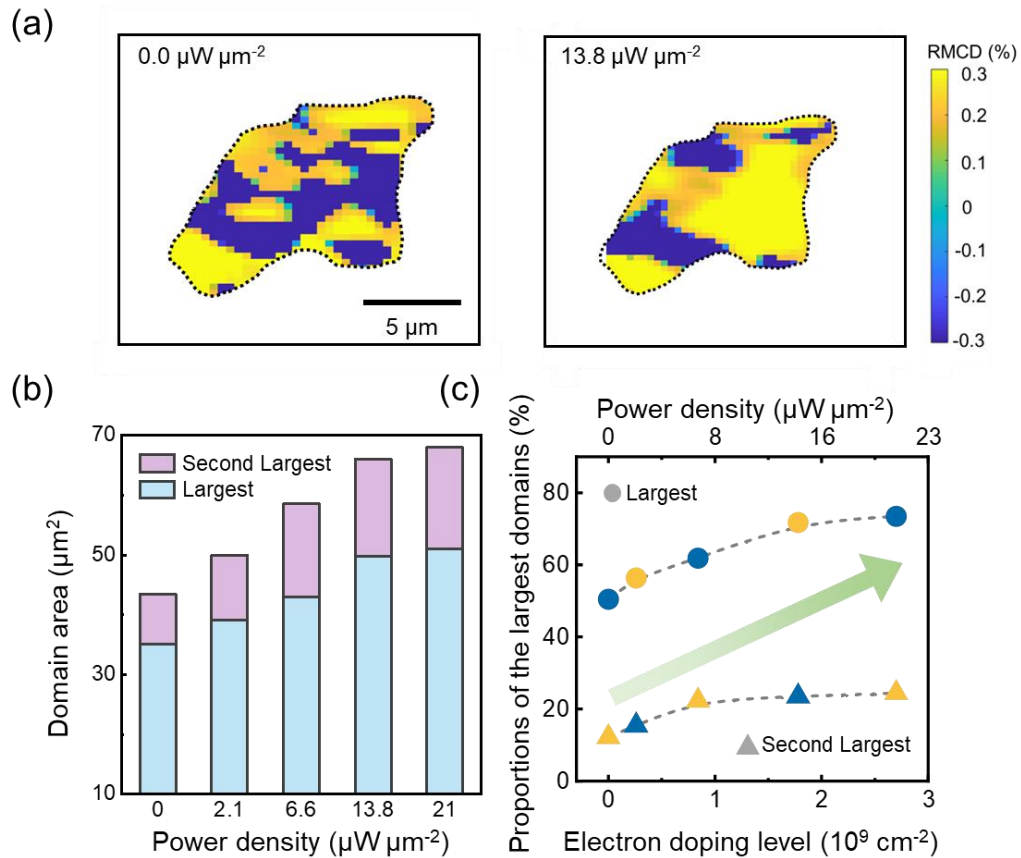 (a)
0.0 µW µm-2
5 µm
13.8 µW µm-2
RMCD (%)
0.3
0.2
0.1
0
-0.1
-0.2
-0.3
(b)
Domain area (µm2)
70
50
30
10
Second Largest
Largest
0 2.1 6.6 13.8 21
Power density (µW µm-2)
(c)
Power density (µW µm-2)
0 8 16 23
Proportions of the largest domains (%)
80
60
40
20
0
Largest
Second Largest
0 1 2 3
Electron doping level (10⁹ cm-2)